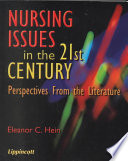 NURSING
ISSUES
in the 21st
CENTURY
Perspectives From the Literature
Eleanor C. Hein
Lippincott